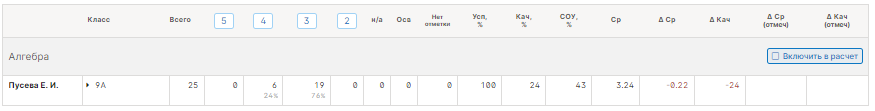 Класс Всего 5 4 3 2 н/а Осв Нет отметки Усп, % Кач, % СОУ, % Ср Δ Ср Δ Кач Δ Ср (отмеч) Δ Кач (отмеч)
Алгебра Включить в расчет
Пусева Е. И. 9А 25 0 6 19 0 0 0 0 100 24 43 3.24 -0.22 -24
24% 76%